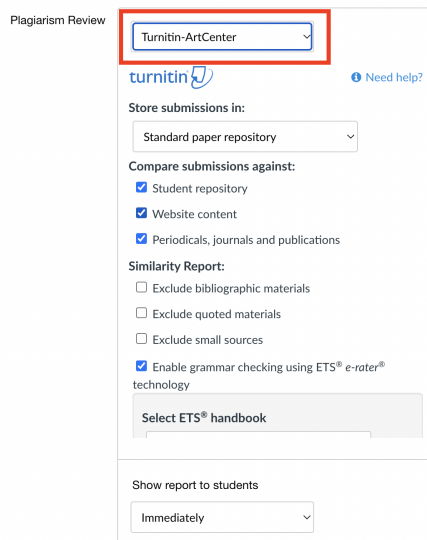 Plagiarism Review
Turnitin-ArtCenter
turnitin
Need help?
Store submissions in:
Standard paper repository
Compare submissions against:
Student repository
Website content
Periodicals, journals and publications
Similarity Report:
Exclude bibliographic materials
Exclude quoted materials
Exclude small sources
Enable grammar checking using ETS® e-rater®
technology
Select ETS® handbook
Show report to students
Immediately